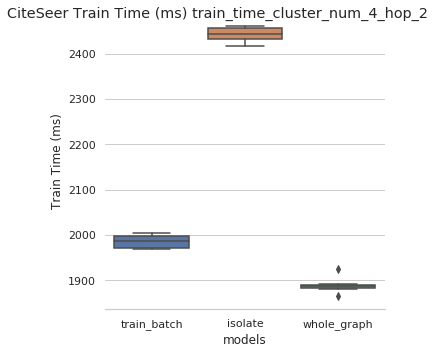 CiteSeer Train Time (ms) train_time_cluster_num_4_hop_2
2400
2300
2200
2100
2000
1900
Train Time (ms)
train_batch isolate whole_graph
models